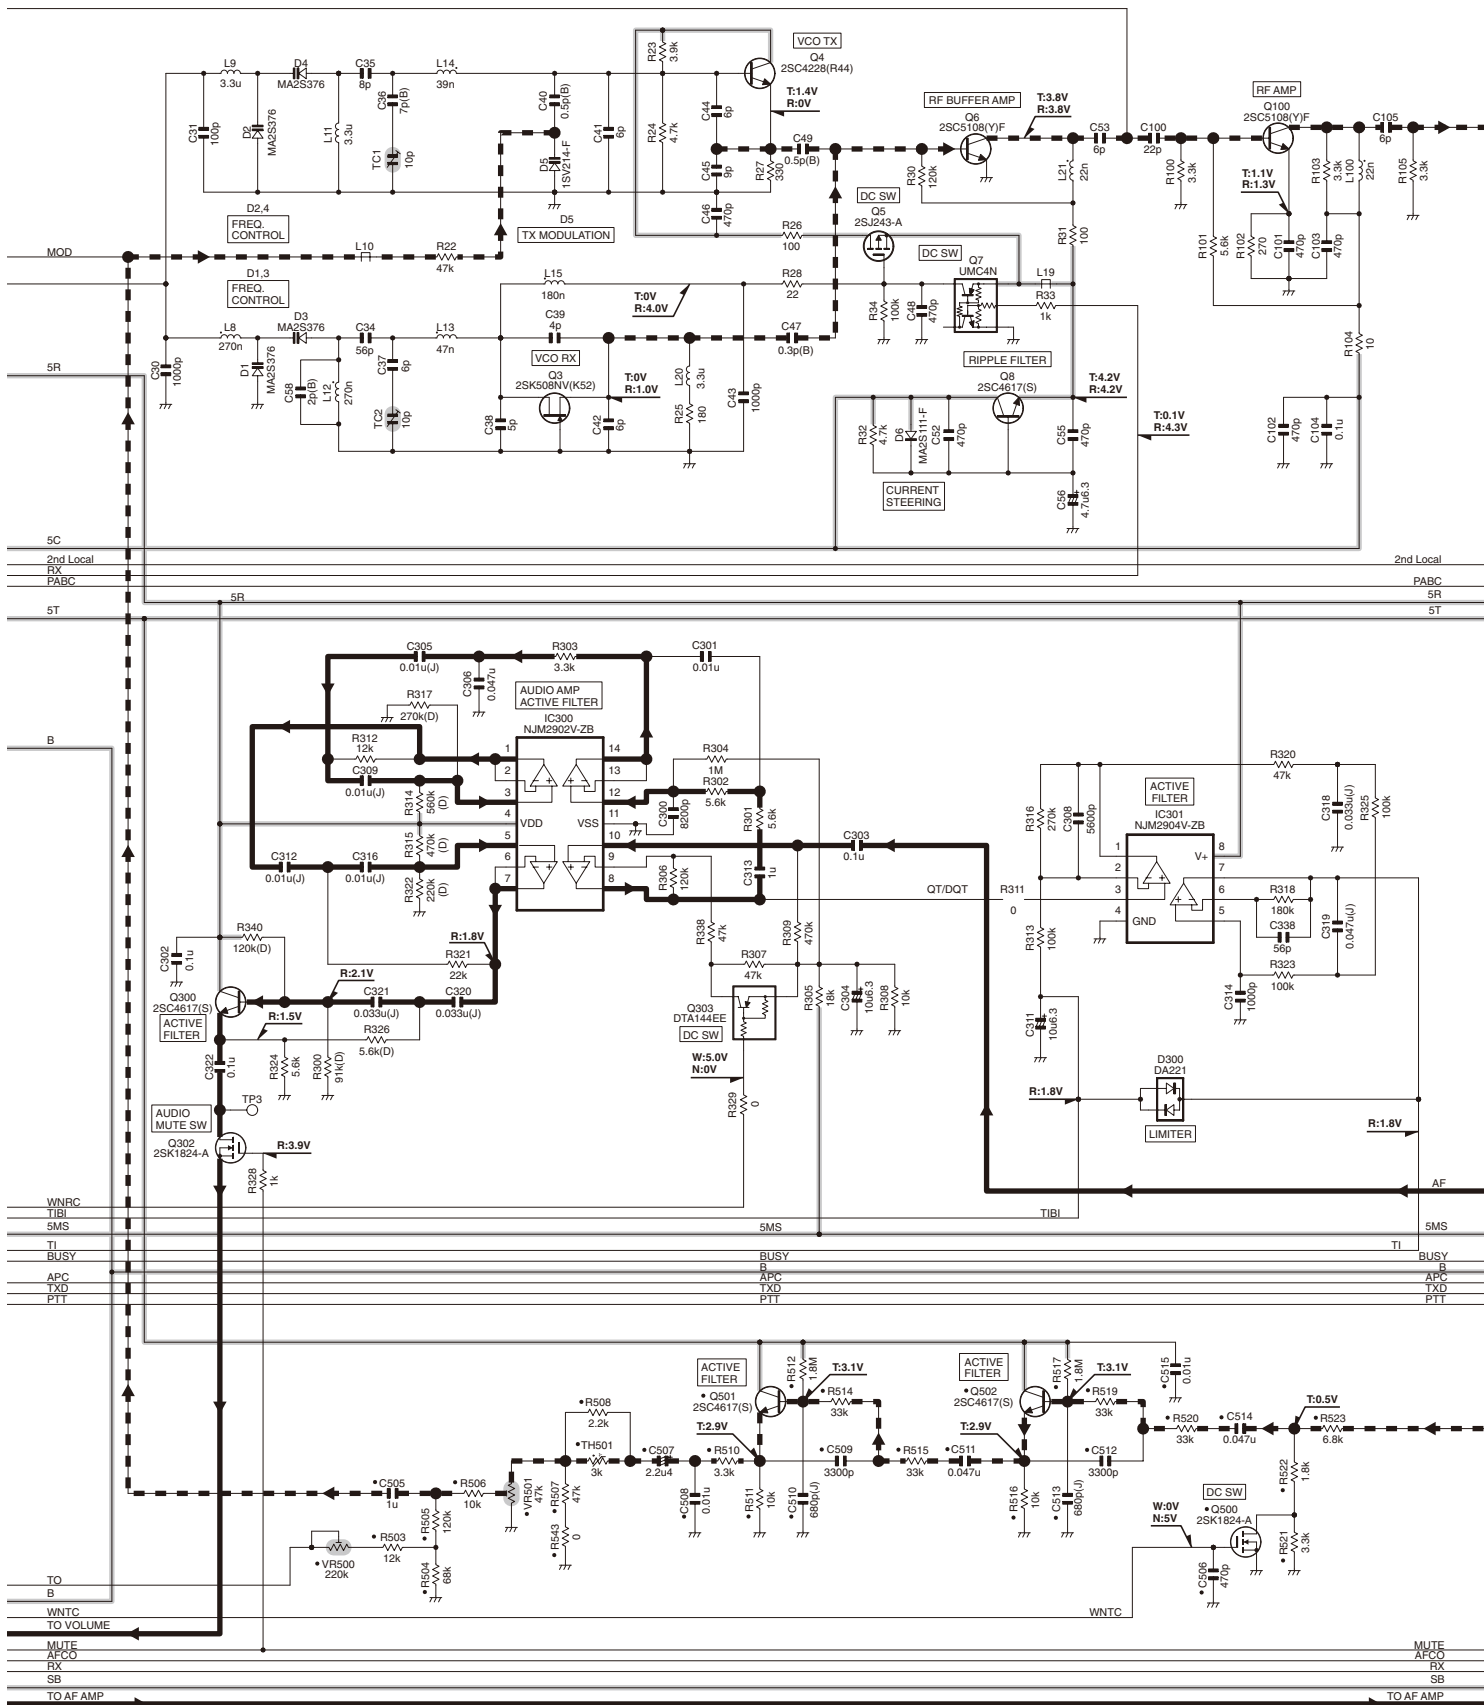 VCO TX
Q4
2SC4228(R44)
R23
3.9k
L9
3.3u
D4
MA2S376
C35
8p
C36
7p(B)
L14
39n
C40
0.5p(B)
C44
6p
T:1.4V
R:0V
RF BUFFER AMP
Q6
2SC5108(Y)F
T:3.8V
R:3.8V
RF AMP
Q100
2SC5108(Y)F
C31
100p
D2
MA2S376
L11
3.3u
TC1
10p
D5
1SV214-F
C41
6p
R24
4.7k
C45
9p
C49
0.5p(B)
R27
330
R30
120k
L21
22n
C53
6p
C100
22p
R100
3.3k
R103
3.3k
L100
22n
C105
6p
R105
3.3k
T:1.1V
R:1.3V
D2,4
FREQ.
CONTROL
D5
TX MODULATION
C46
470p
R26
100
DC SW
Q5
2SJ243-A
R31
100
R101
5.6k
R102
270
C101
470p
C103
470p
MOD
L10
R22
47k
D1,3
FREQ.
CONTROL
L15
180n
T:0V
R:4.0V
R28
22
DC SW
Q7
UMC4N
L19
R33
1k
R34
100k
C48
470p
L8
270n
D3
MA2S376
C34
56p
L13
47n
C39
4p
C47
0.3p(B)
R104
10
5R
C30
1000p
D1
MA2S376
C58
2p(B)
L12
270n
C37
6p
TC2
10p
VCO RX
Q3
2SK508NV(K52)
T:0V
R:1.0V
C38
5p
C42
6p
L20
3.3u
R25
180
C43
1000p
RIPPLE FILTER
Q8
2SC4617(S)
T:4.2V
R:4.2V
T:0.1V
R:4.3V
R32
4.7k
D6
MA2S111-F
C52
470p
C55
470p
C102
470p
C104
0.1u
CURRENT
STEERING
C56
4.7u6.3
5C
2nd Local
2nd Local
RX
PABC
PABC
5R
5R
5T
5T
C305
0.01u(J)
R303
3.3k
C301
0.01u
C306
0.047u
R317
270k(D)
AUDIO AMP
ACTIVE FILTER
IC300
NJM2902V-ZB
B
R312
12k
C309
0.01u(J)
R314
560k
(D)
R315
470k
(D)
R322
220k
(D)
1
2
3
4
5
6
7
14
13
12
11
10
9
8
VDD
VSS
R304
1M
R302
5.6k
C300
8200p
R301
5.6k
C303
0.1u
R306
120k
C313
1u
C312
0.01u(J)
C316
0.01u(J)
QT/DQT
R311
0
R316
270k
C308
5600p
R320
47k
ACTIVE
FILTER
IC301
NJM2904V-ZB
C318
0.033u(J)
R325
100k
1
2
3
4
8
7
6
5
V+
GND
R318
180k
C338
56p
C319
0.047u(J)
R313
100k
R323
100k
C314
1000p
C311
10u6.3
R340
120k(D)
C302
0.1u
R:1.8V
R321
22k
R338
47k
R309
470k
R307
47k
R:2.1V
C321
0.033u(J)
C320
0.033u(J)
Q300
2SC4617(S)
ACTIVE
FILTER
R:1.5V
R326
5.6k(D)
Q303
DTA144EE
DC SW
R305
18k
C304
10u6.3
R308
10k
C322
0.1u
R324
5.6k
R300
91k(D)
W:5.0V
N:0V
R329
0
D300
DA221
R:1.8V
LIMITER
R:1.8V
TP3
AUDIO
MUTE SW
Q302
2SK1824-A
R:3.9V
R328
1k
AF
WNRC
TIBI
TIBI
5MS
5MS
5MS
TI
TI
BUSY
BUSY
BUSY
B
B
APC
APC
APC
TXD
TXD
TXD
PTT
PTT
PTT
ACTIVE
FILTER
•Q501
2SC4617(S)
•R512
1.8M
T:3.1V
•R514
33k
ACTIVE
FILTER
•Q502
2SC4617(S)
•R517
1.8M
T:3.1V
•R519
33k
•C515
0.01u
•R508
2.2k
•TH501
3k
•C507
2.2u4
T:2.9V
•R510
3.3k
•C509
3300p
•R515
33k
•C511
0.047u
T:2.9V
•C512
3300p
•R520
33k
•C514
0.047u
T:0.5V
•R523
6.8k
•C505
1u
•R506
10k
•VR501
47k
•R507
47k
•R543
0
•C508
0.01u
•R511
10k
•C510
680p(J)
•R516
10k
•C513
680p(J)
•R522
1.8k
DC SW
•Q500
2SK1824-A
W:0V
N:5V
•R521
3.3k
•C506
470p
•R505
120k
•R503
12k
•VR500
220k
•R504
68k
TO
B
WNTC
WNTC
TO VOLUME
MUTE
MUTE
AFCO
AFCO
RX
RX
SB
SB
TO AF AMP
TO AF AMP